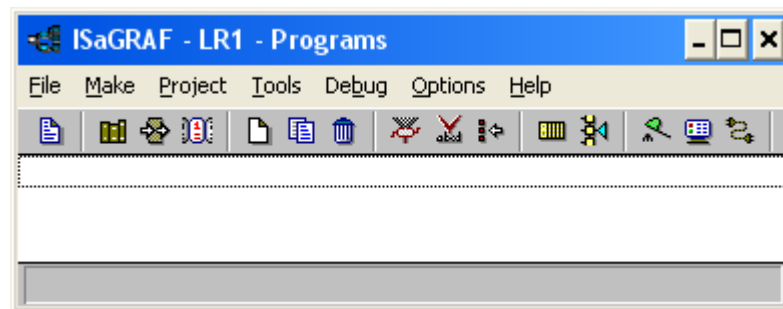 ISaGRAF - LR1 - Programs
File Make Project Tools Debug Options Help